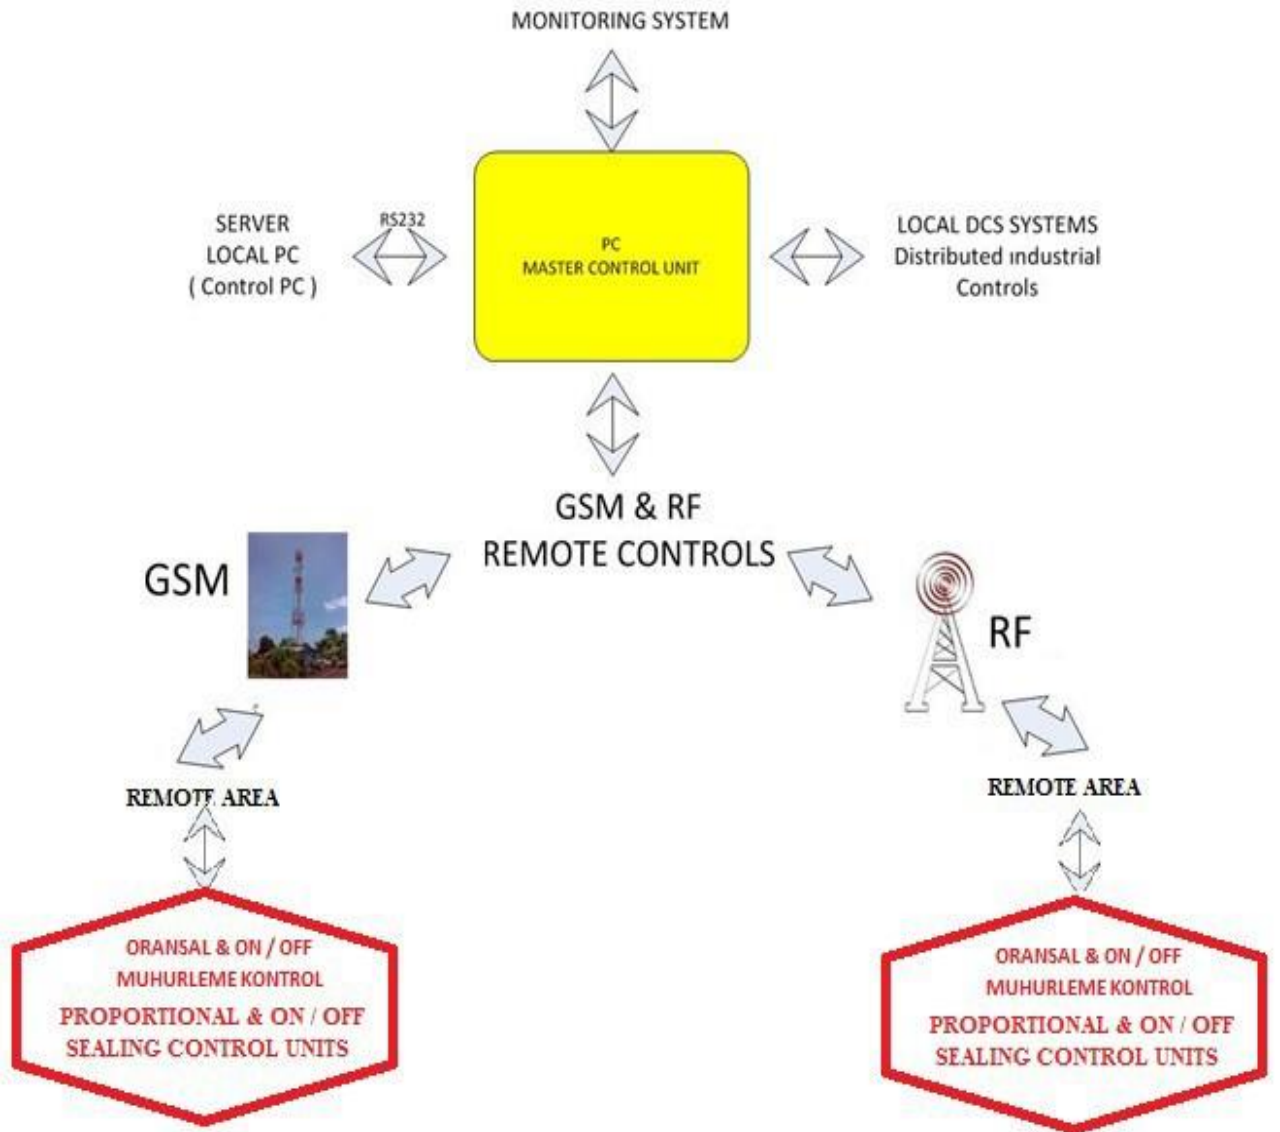 MONITORING SYSTEM
SERVER
LOCAL PC
( Control PC )
RS232
PC
MASTER CONTROL UNIT
LOCAL DCS SYSTEMS
Distributed ındustrial
Controls
GSM & RF
REMOTE CONTROLS
GSM
RF
REMOTE AREA
REMOTE AREA
ORANSAL & ON / OFF
MUHURLEME KONTROL
PROPORTIONAL & ON / OFF
SEALING CONTROL UNITS
ORANSAL & ON / OFF
MUHURLEME KONTROL
PROPORTIONAL & ON / OFF
SEALING CONTROL UNITS